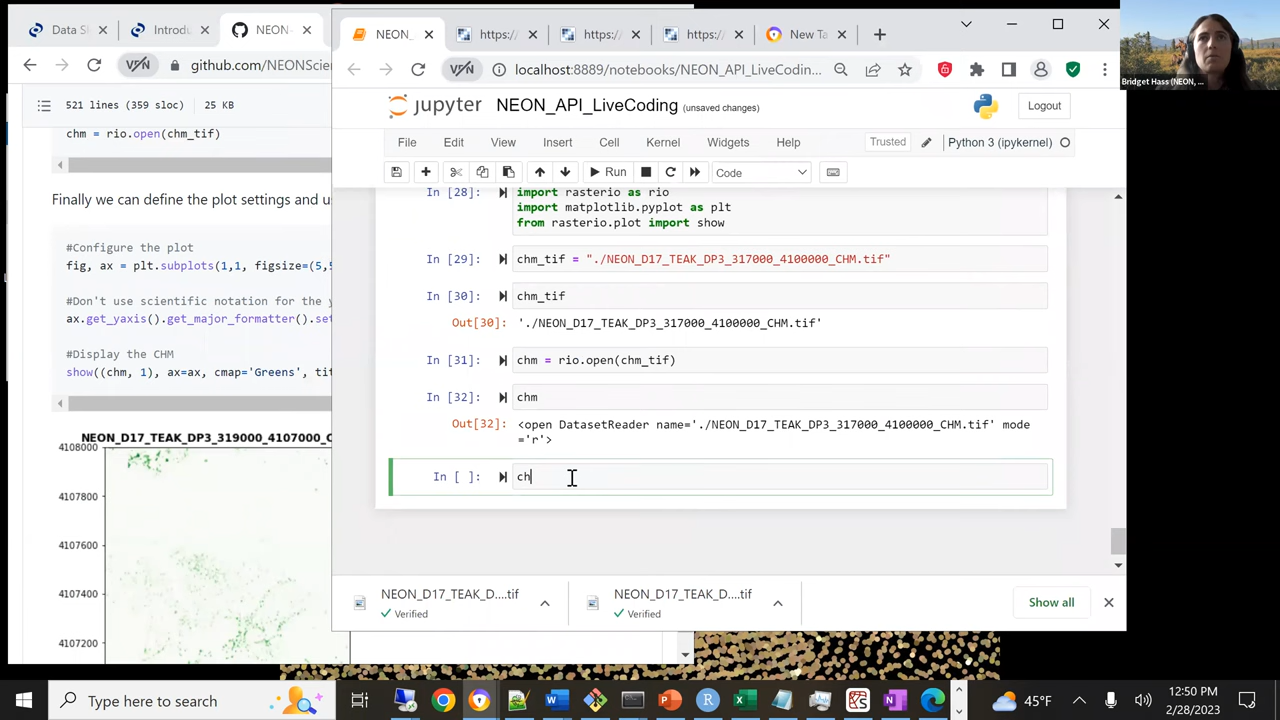 Data Sk
Introdu
NEON-
NEON_
https:/
https:/
https:/
New Ta
VPN
github.com/NEONScien
VPN
localhost:8889/notebooks/NEON_API_LiveCoding...
Bridget Hass (NEON, ...
521 lines (359 sloc)
25 KB
chm = rio.open(chm_tif)
Finally we can define the plot settings and u
#Configure the plot
fig, ax = plt.subplots(1,1, figsize=(5,5
#Don't use scientific notation for the y
ax.get_yaxis().get_major_formatter().set
#Display the CHM
show((chm, 1), ax=ax, cmap='Greens', tit
NEON_D17_TEAK_DP3_319000_4107000_C
4108000
4107800
4107600
4107400
4107200
jupyter
NEON_API_LiveCoding
(unsaved changes)
Logout
File
Edit
View
Insert
Cell
Kernel
Widgets
Help
Trusted
Python 3 (ipykernel)
Run
Code
In [28]:
import rasterio as rio
import matplotlib.pyplot as plt
from rasterio.plot import show
In [29]:
chm_tif = "./NEON_D17_TEAK_DP3_317000_4100000_CHM.tif"
In [30]:
chm_tif
Out[30]:
'./NEON_D17_TEAK_DP3_317000_4100000_CHM.tif'
In [31]:
chm = rio.open(chm_tif)
In [32]:
chm
Out[32]:
<open DatasetReader name='./NEON_D17_TEAK_DP3_317000_4100000_CHM.tif' mode
='r'>
In [ ]:
ch
NEON_D17_TEAK_D....tif
Verified
NEON_D17_TEAK_D....tif
Verified
Show all
Type here to search
45°F
12:50 PM
2/28/2023